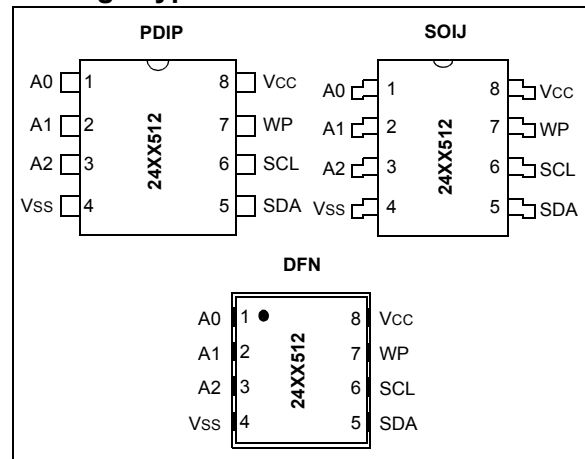 PDIP
SOIJ
A0 1 8 VCC
A1 2 7 WP
A2 3 6 SCL
VSS 4 5 SDA
24XX512
A0 1 8 VCC
A1 2 7 WP
A2 3 6 SCL
VSS 4 5 SDA
24XX512
DFN
A0 1 8 VCC
A1 2 7 WP
A2 3 6 SCL
VSS 4 5 SDA
24XX512